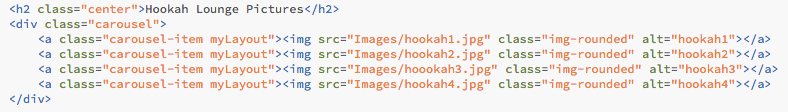 <h2 class="center">Hookah Lounge Pictures</h2>
<div class="carousel">
<a class="carousel-item myLayout"><img src="Images/hookah1.jpg" class="img-rounded" alt="hookah1"></a>
<a class="carousel-item myLayout"><img src="Images/hookah2.jpg" class="img-rounded" alt="hookah2"></a>
<a class="carousel-item myLayout"><img src="Images/hoookah3.jpg" class="img-rounded" alt="hookah3"></a>
<a class="carousel-item myLayout"><img src="Images/hookah4.jpg" class="img-rounded" alt="hookah4"></a>
</div>